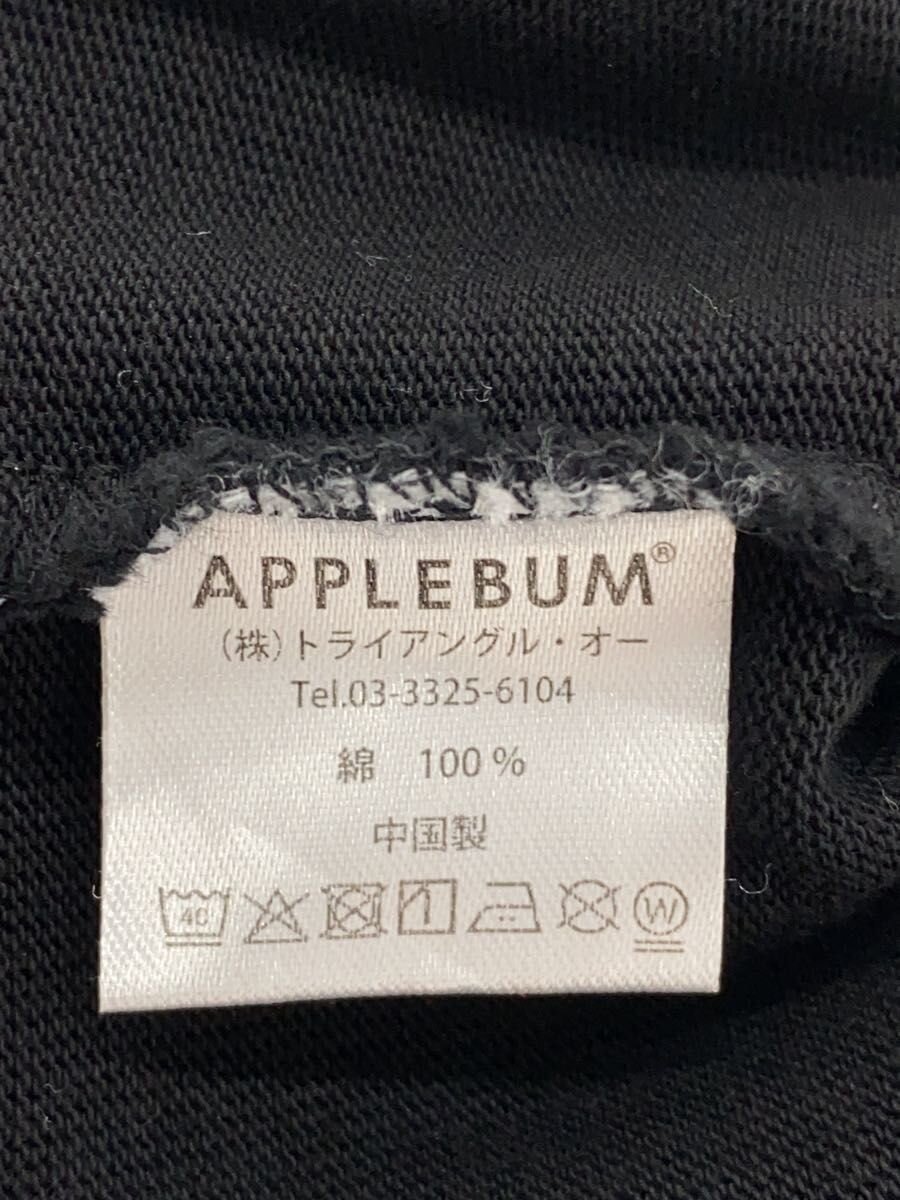 APPLEBUM®
(株)トライアングル・オー
Tel.03-3325-6104
綿 100%
中国製
40 W